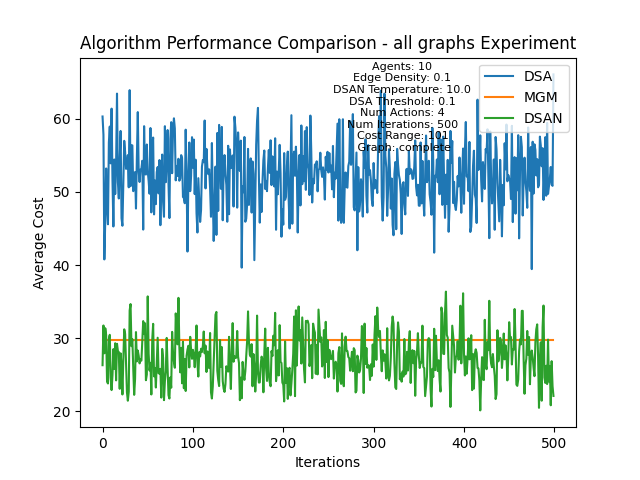 Algorithm Performance Comparison - all graphs Experiment
Agents: 10
Edge Density: 0.1
DSAN Temperature: 10.0
DSA Threshold: 0.1
Num Actions: 4
Num Iterations: 500
Cost Range: 101
Graph: complete
DSA
MGM
DSAN
Average Cost
60
50
40
30
20
0
100
200
300
400
500
Iterations